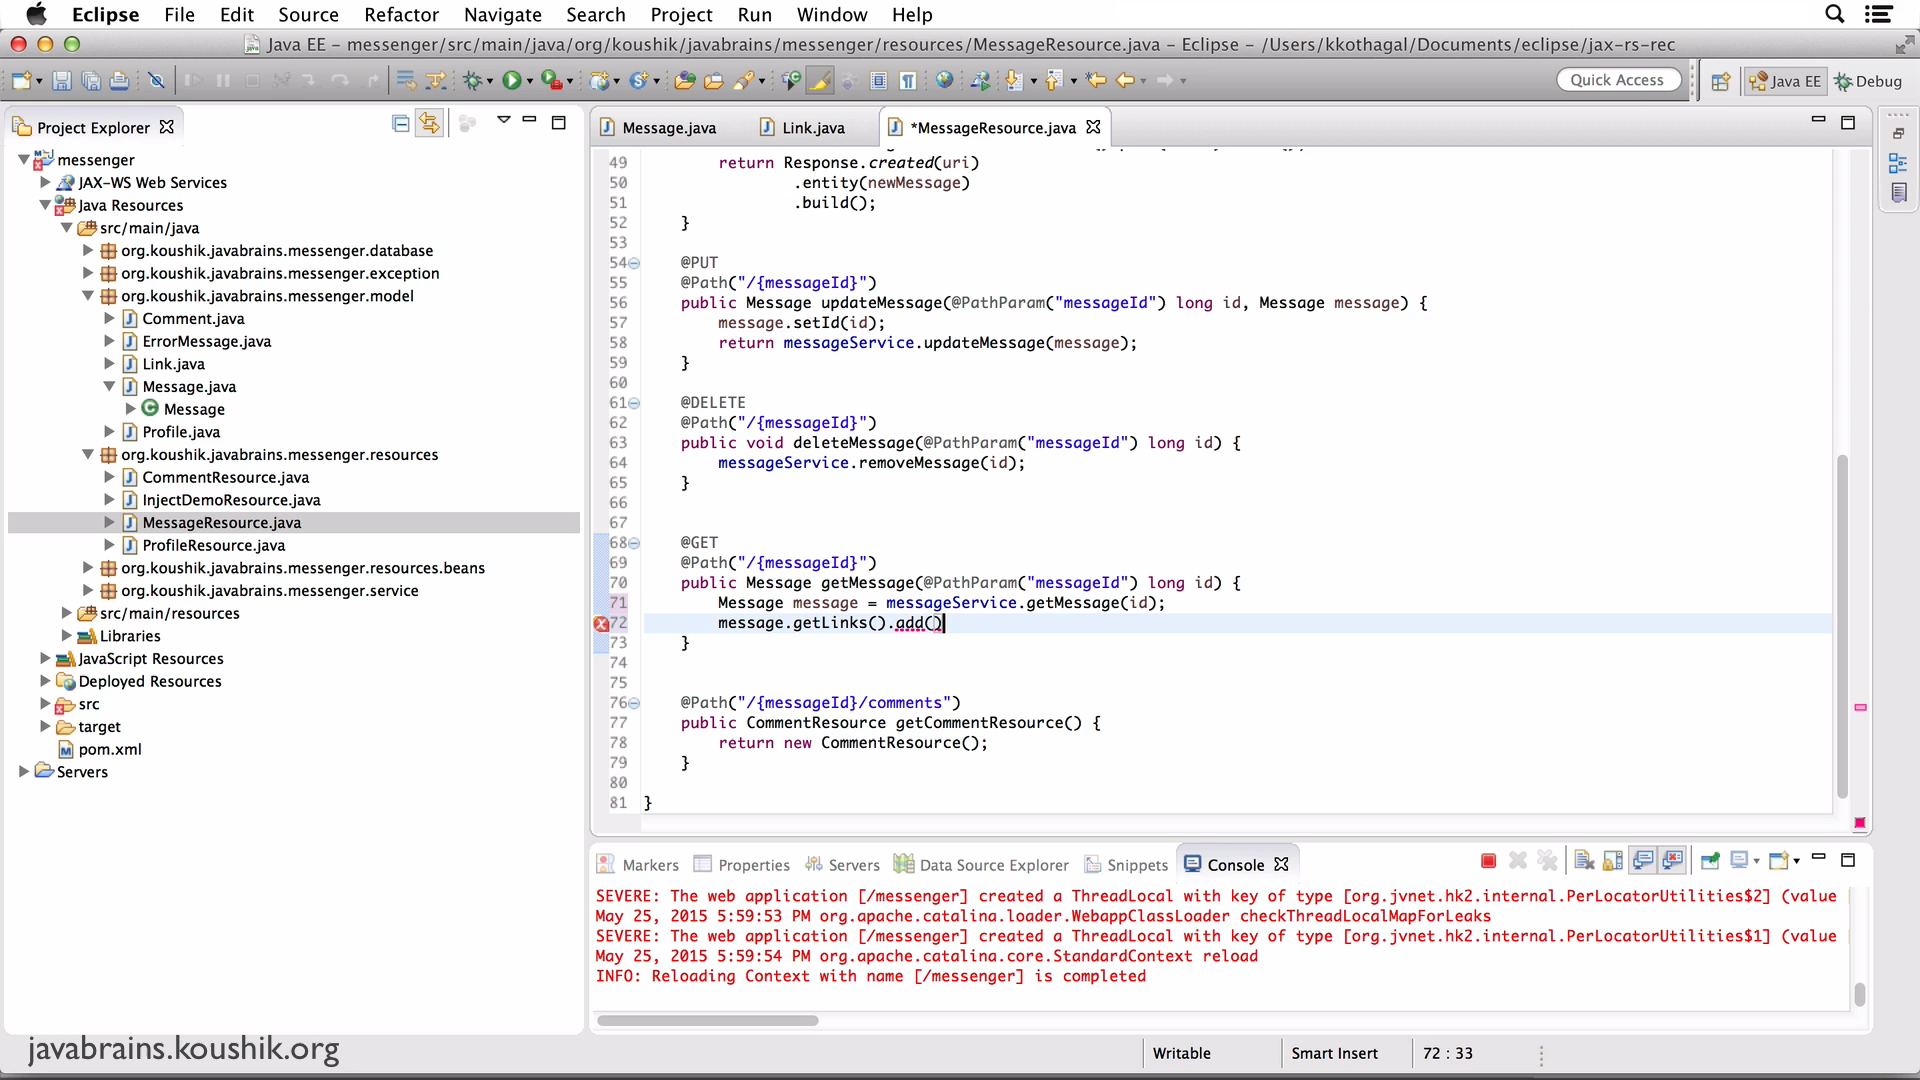 Eclipse File Edit Source Refactor Navigate Search Project Run Window Help
Java EE – messenger/src/main/java/org/koushik/javabrains/messenger/resources/MessageResource.java – Eclipse – /Users/kkothagal/Documents/eclipse/jax-rs-rec
Quick Access
Java EE
Debug
Project Explorer
messenger
JAX-WS Web Services
Java Resources
src/main/java
org.koushik.javabrains.messenger.database
org.koushik.javabrains.messenger.exception
org.koushik.javabrains.messenger.model
Comment.java
ErrorMessage.java
Link.java
Message.java
Message
Profile.java
org.koushik.javabrains.messenger.resources
CommentResource.java
InjectDemoResource.java
MessageResource.java
ProfileResource.java
org.koushik.javabrains.messenger.resources.beans
org.koushik.javabrains.messenger.service
src/main/resources
Libraries
JavaScript Resources
Deployed Resources
src
target
pom.xml
Servers
Message.java
Link.java
*MessageResource.java
49 return Response.created(uri)
50 .entity(newMessage)
51 .build();
52 }
53
54 @PUT
55 @Path("/{messageId}")
56 public Message updateMessage(@PathParam("messageId") long id, Message message) {
57 message.setId(id);
58 return messageService.updateMessage(message);
59 }
60
61 @DELETE
62 @Path("/{messageId}")
63 public void deleteMessage(@PathParam("messageId") long id) {
64 messageService.removeMessage(id);
65 }
66
67
68 @GET
69 @Path("/{messageId}")
70 public Message getMessage(@PathParam("messageId") long id) {
71 Message message = messageService.getMessage(id);
72 message.getLinks().add()
73 }
74
75
76 @Path("/{messageId}/comments")
77 public CommentResource getCommentResource() {
78 return new CommentResource();
79 }
80
81 }
Markers Properties Servers Data Source Explorer Snippets Console
SEVERE: The web application [/messenger] created a ThreadLocal with key of type [org.jvnet.hk2.internal.PerLocatorUtilities$2] (value
May 25, 2015 5:59:53 PM org.apache.catalina.loader.WebappClassLoader checkThreadLocalMapForLeaks
SEVERE: The web application [/messenger] created a ThreadLocal with key of type [org.jvnet.hk2.internal.PerLocatorUtilities$1] (value
May 25, 2015 5:59:54 PM org.apache.catalina.core.StandardContext reload
INFO: Reloading Context with name [/messenger] is completed
javabrains.koushik.org
Writable
Smart Insert
72 : 33